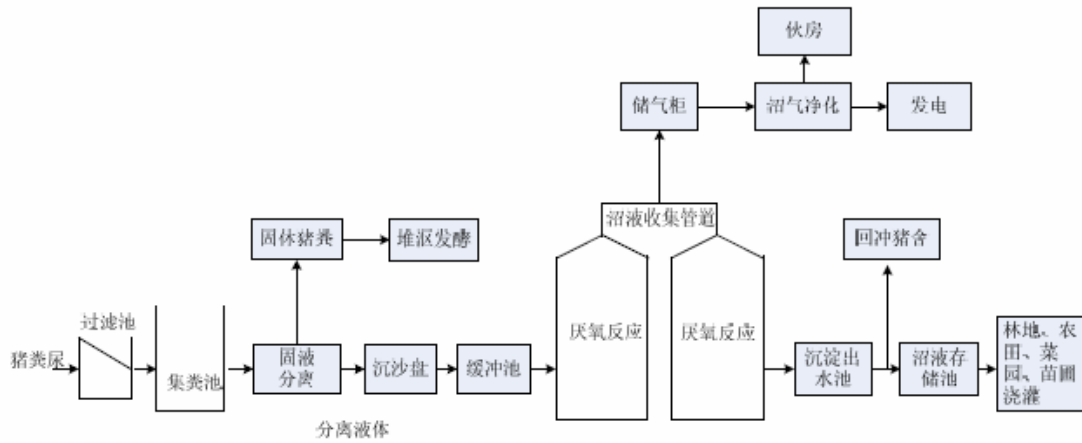 伙房
储气柜
沼气净化
发电
沼液收集管道
固休猪粪
堆沤发酵
回冲猪舍
过滤池
猪粪尿
集粪池
固液
分离
沉沙盘
缓冲池
厌氧反应
厌氧反应
沉淀出
水池
沼液存
储池
林地、农
田、菜
园、苗圃
浇灌
分离液体